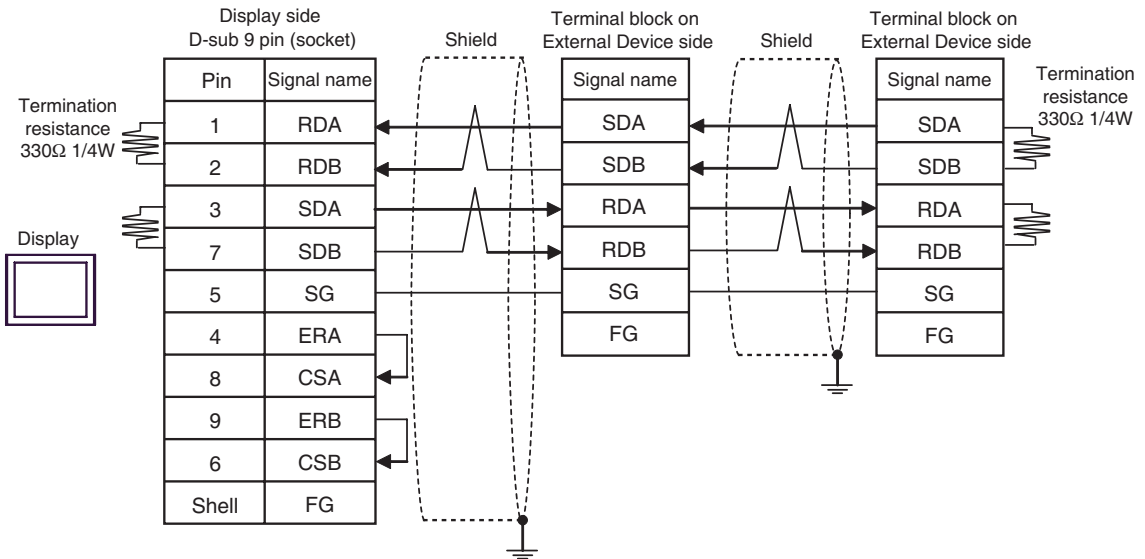 Display side
D-sub 9 pin (socket)
Shield
Terminal block on
External Device side
Shield
Terminal block on
External Device side
Termination
resistance
330Ω 1/4W
Termination
resistance
330Ω 1/4W
Display
Pin Signal name
1 RDA
2 RDB
3 SDA
7 SDB
5 SG
4 ERA
8 CSA
9 ERB
6 CSB
Shell FG
Signal name
SDA
SDB
RDA
RDB
SG
FG
Signal name
SDA
SDB
RDA
RDB
SG
FG